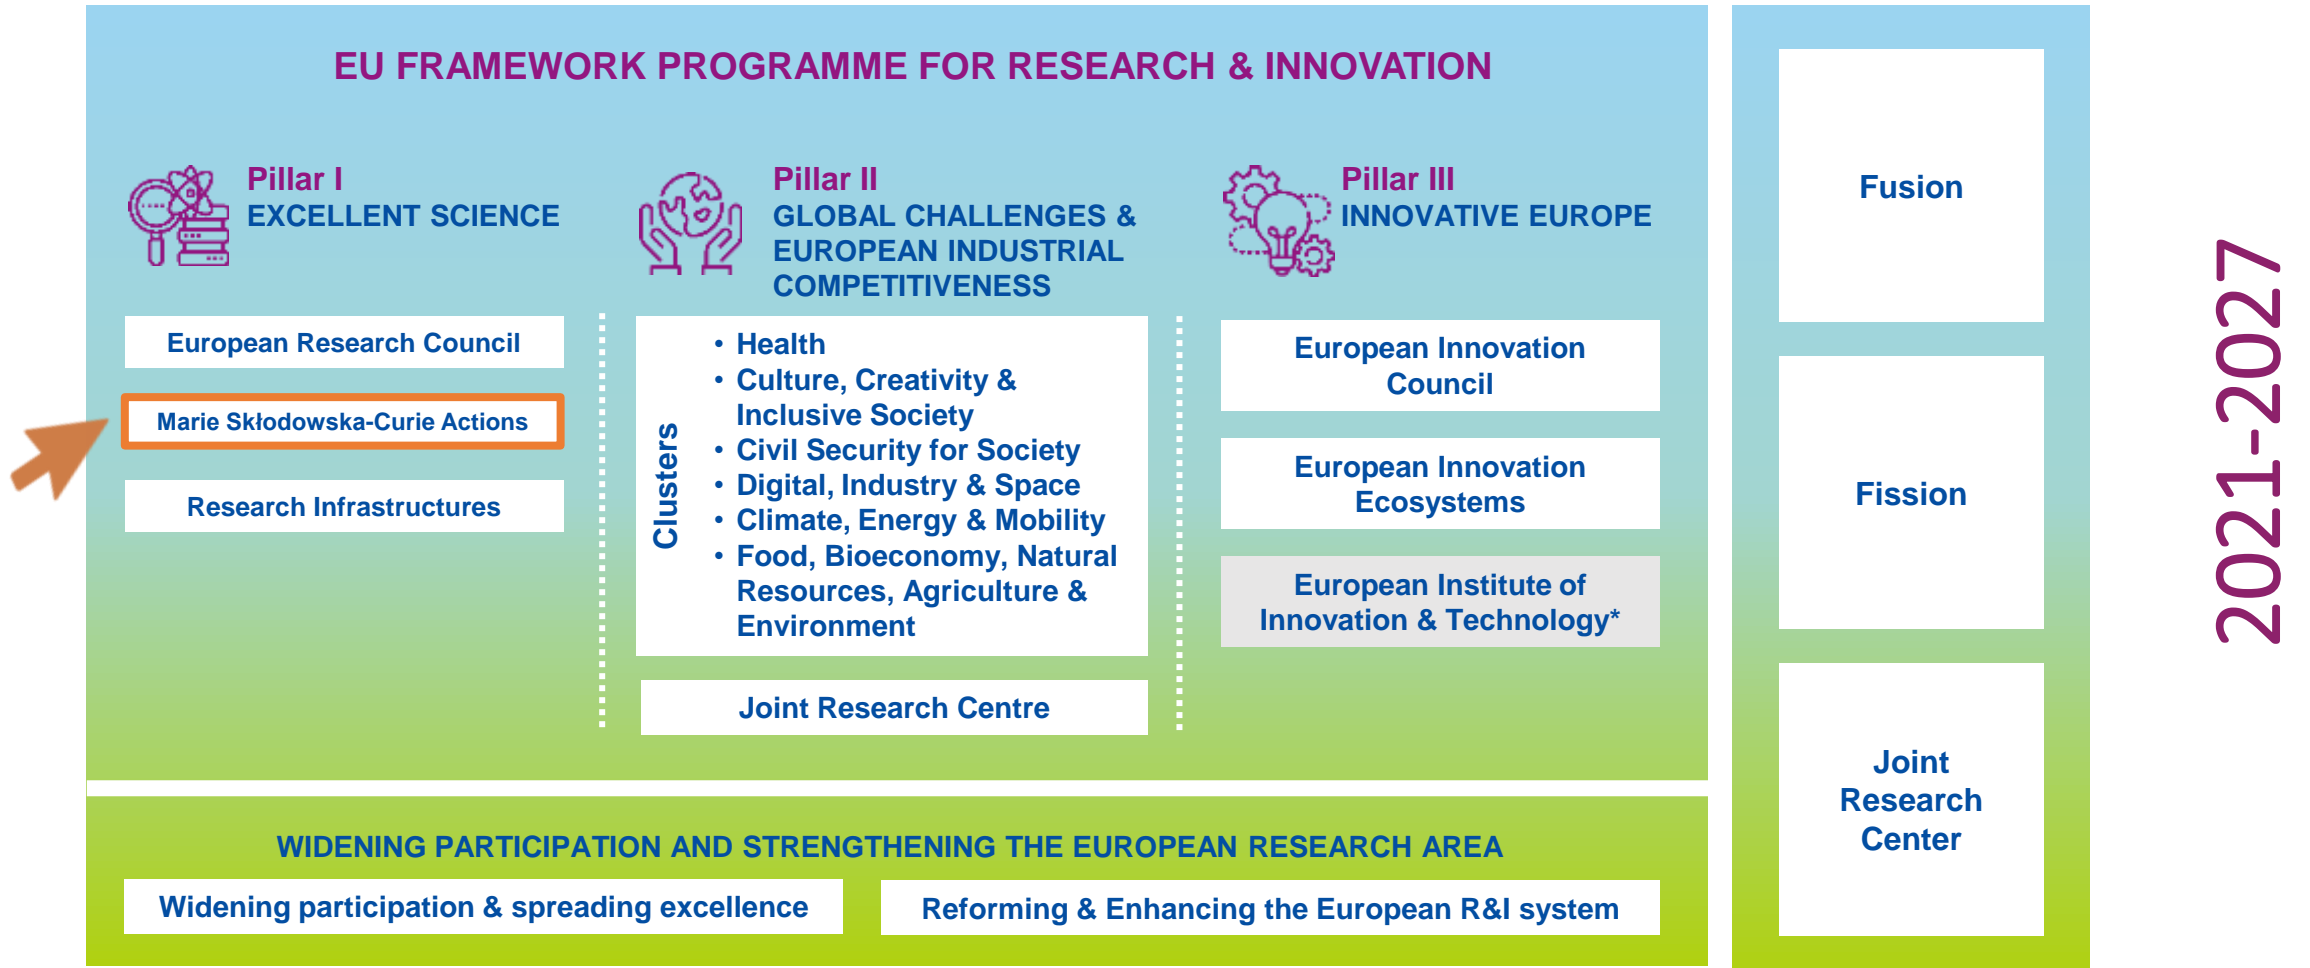 EU FRAMEWORK PROGRAMME FOR RESEARCH & INNOVATION
Pillar I
EXCELLENT SCIENCE
European Research Council
Marie Skłodowska-Curie Actions
Research Infrastructures
Pillar II
GLOBAL CHALLENGES &
EUROPEAN INDUSTRIAL
COMPETITIVENESS
Clusters
• Health
• Culture, Creativity &
Inclusive Society
• Civil Security for Society
• Digital, Industry & Space
• Climate, Energy & Mobility
• Food, Bioeconomy, Natural
Resources, Agriculture &
Environment
Joint Research Centre
Pillar III
INNOVATIVE EUROPE
European Innovation
Council
European Innovation
Ecosystems
European Institute of
Innovation & Technology*
WIDENING PARTICIPATION AND STRENGTHENING THE EUROPEAN RESEARCH AREA
Widening participation & spreading excellence
Reforming & Enhancing the European R&I system
Fusion
Fission
Joint
Research
Center
2021-2027